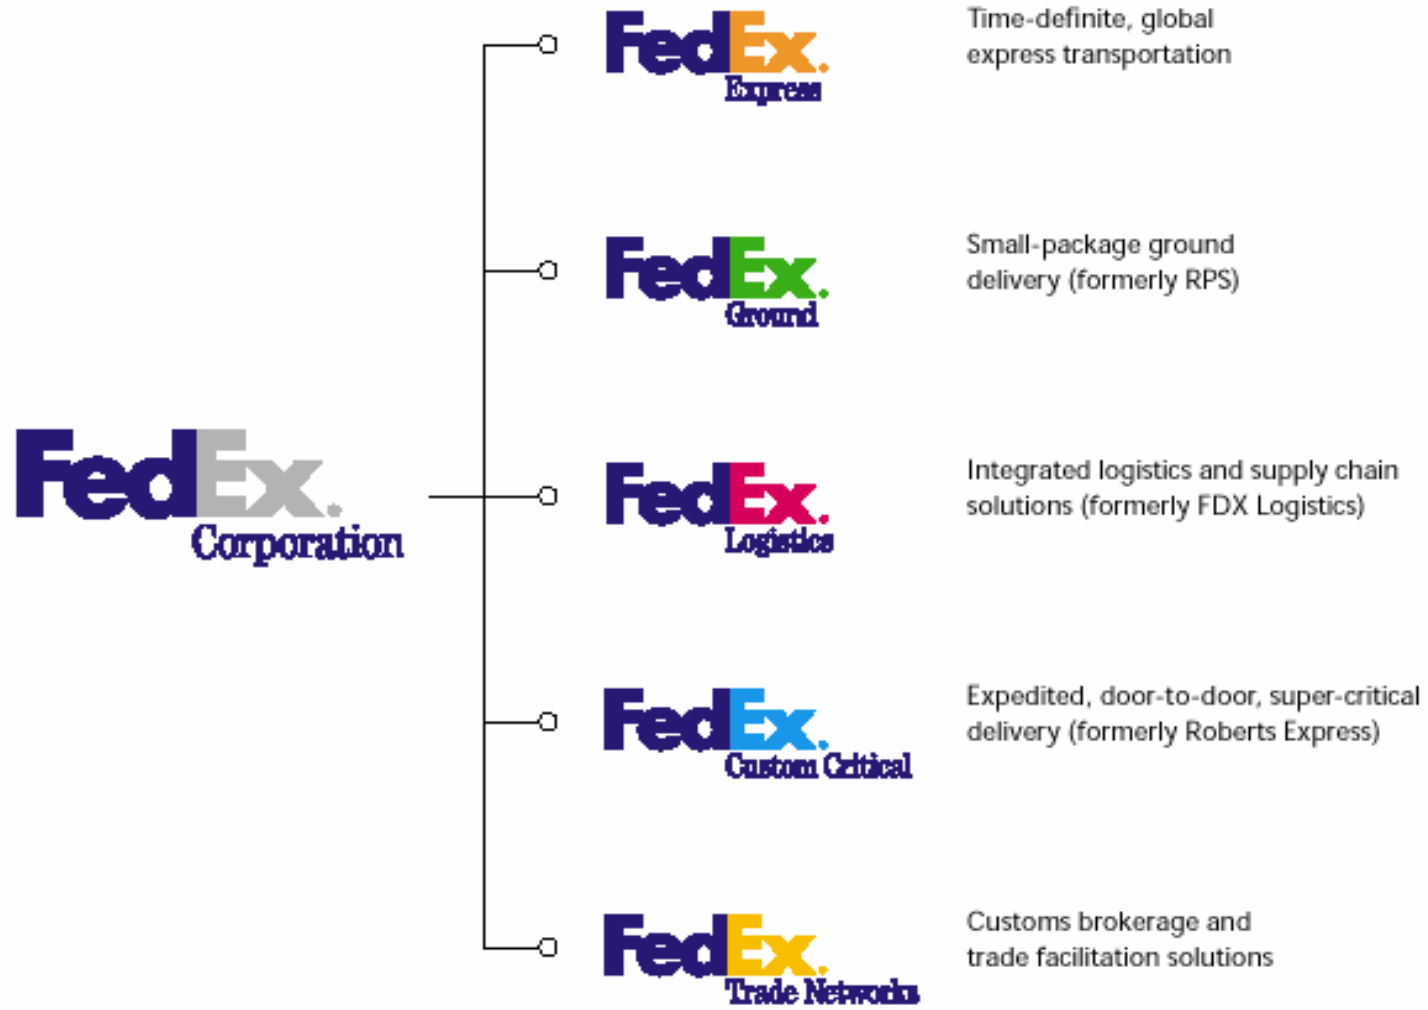 FedEx.
Express
Time-definite, global
express transportation
FedEx.
Ground
Small-package ground
delivery (formerly RPS)
FedEx.
Corporation
FedEx.
Logistics
Integrated logistics and supply chain
solutions (formerly FDX Logistics)
FedEx.
Custom Critical
Expedited, door-to-door, super-critical
delivery (formerly Roberts Express)
FedEx.
Trade Networks
Customs brokerage and
trade facilitation solutions